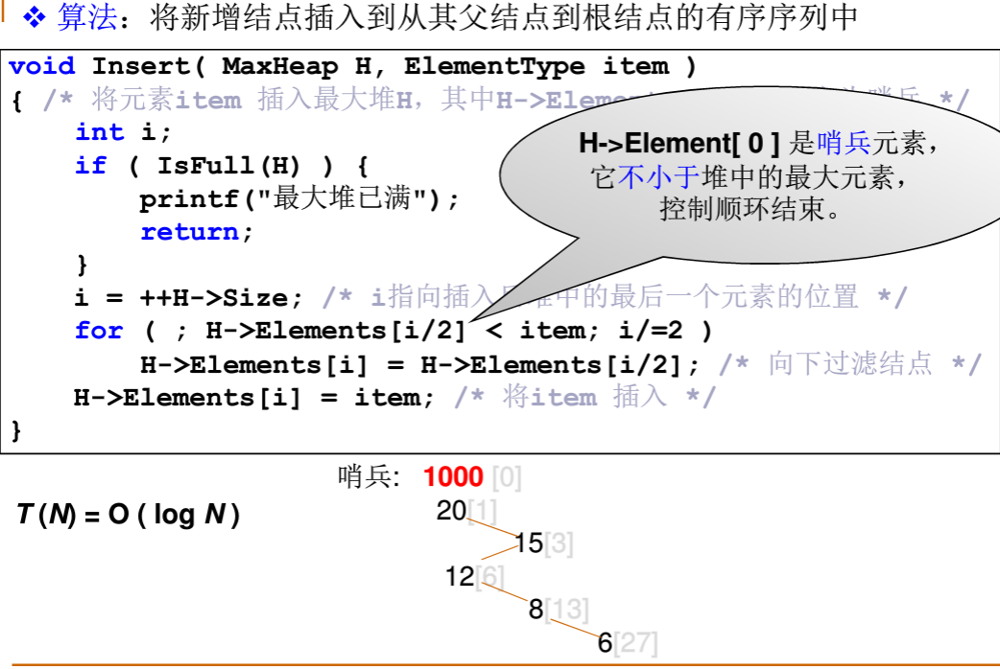 ❖ 算法：将新增结点插入到从其父结点到根结点的有序序列中
void Insert( MaxHeap H, ElementType item )
{ /* 将元素item 插入最大堆H，其中H->Elemen */
int i;
if ( IsFull(H) ) {
printf("最大堆已满");
return;
}
i = ++H->Size; /* i指向插入 堆中的最后一个元素的位置 */
for ( ; H->Elements[i/2] < item; i/=2 )
H->Elements[i] = H->Elements[i/2]; /* 向下过滤结点 */
H->Elements[i] = item; /* 将item 插入 */
}
H->Element[ 0 ] 是哨兵元素，
它不小于堆中的最大元素，
控制顺环结束。
哨兵: 1000 [0]
T (N) = O ( log N )
20[1]
15[3]
12[6]
8[13]
6[27]